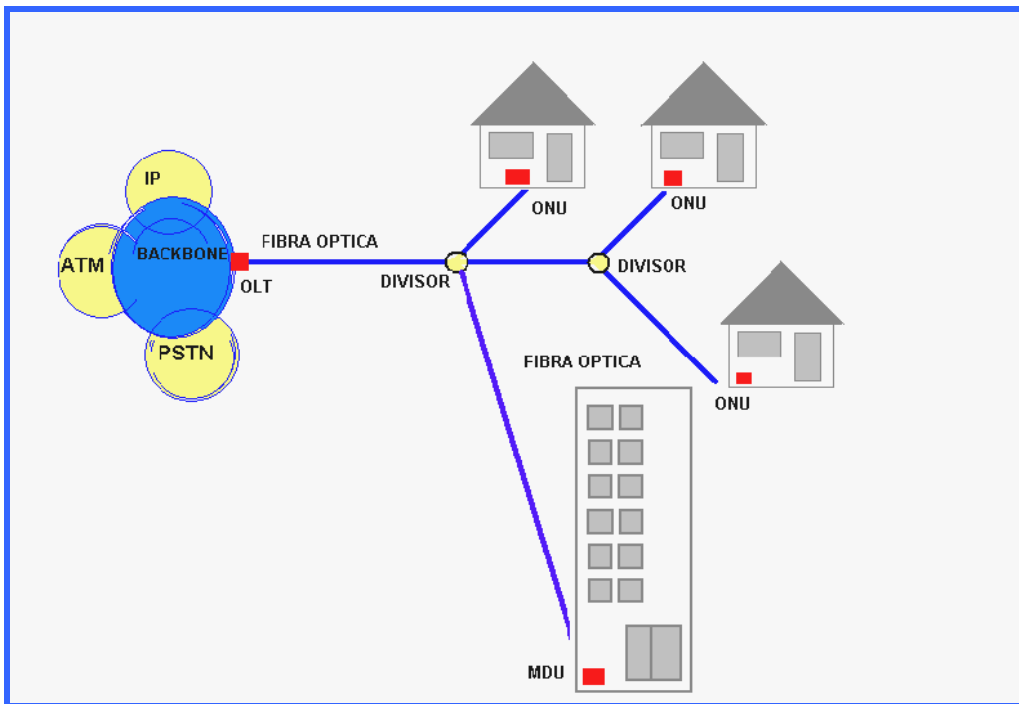 IP
ONU
ONU
FIBRA OPTICA
BACKBONE
ATM
DIVISOR
DIVISOR
OLT
PSTN
FIBRA OPTICA
ONU
MDU